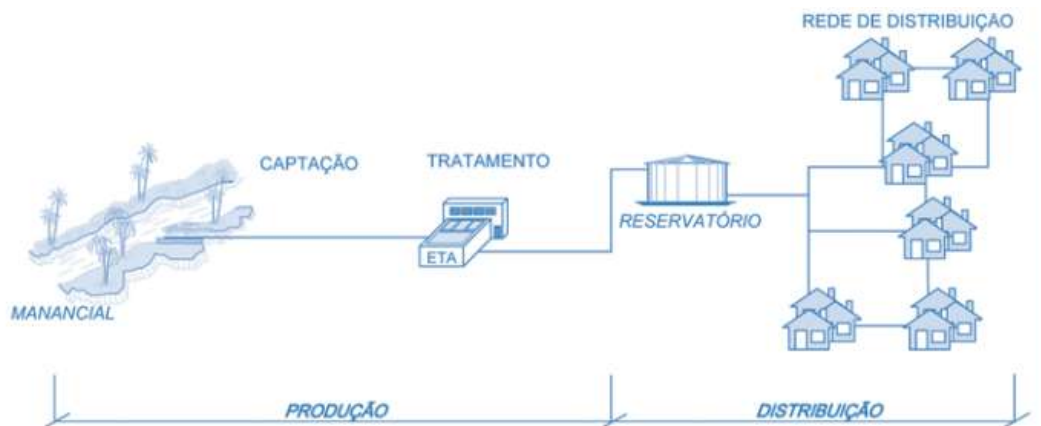 REDE DE DISTRIBUIÇÃO
CAPTAÇÃO
TRATAMENTO
RESERVATÓRIO
ETA
MANANCIAL
PRODUÇÃO
DISTRIBUIÇÃO